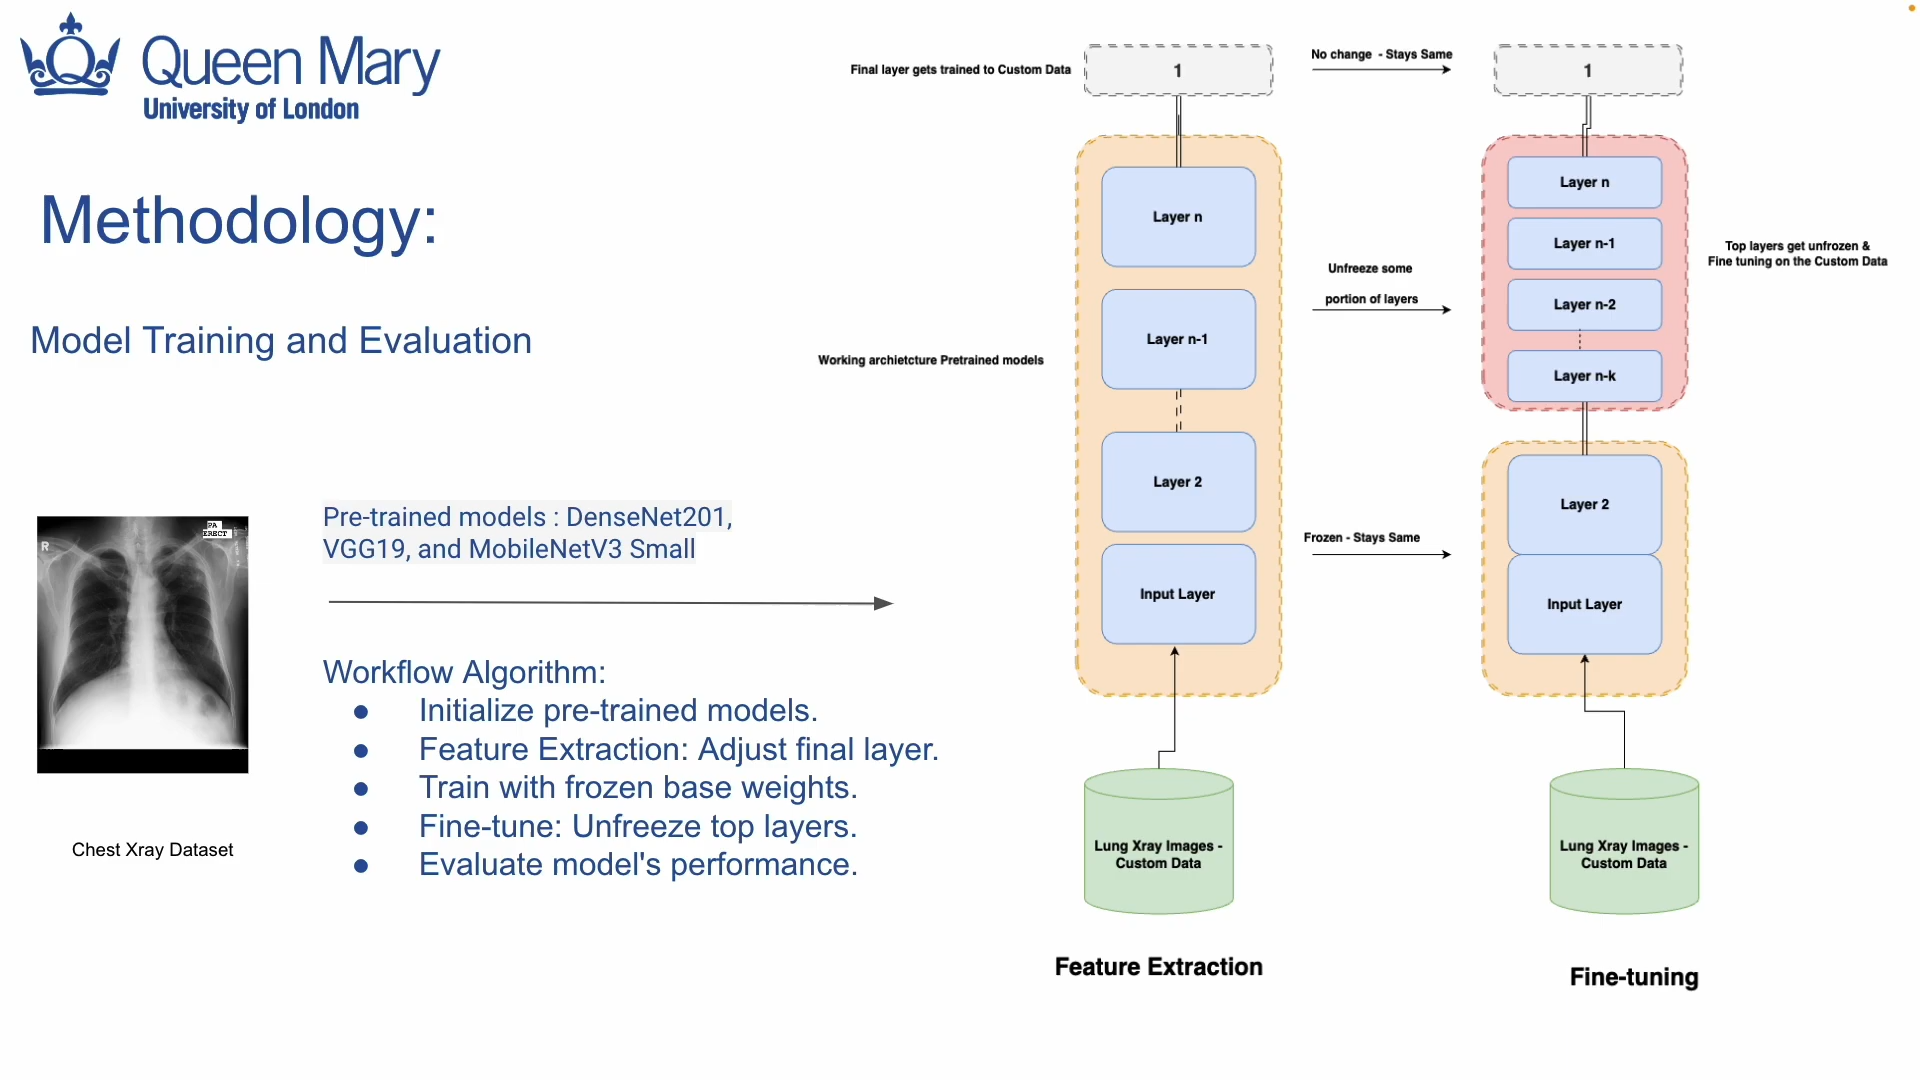 Queen Mary
University of London
Methodology:
Model Training and Evaluation
PA
ERECT
R
Chest Xray Dataset
Pre-trained models : DenseNet201,
VGG19, and MobileNetV3 Small
Workflow Algorithm:
● Initialize pre-trained models.
● Feature Extraction: Adjust final layer.
● Train with frozen base weights.
● Fine-tune: Unfreeze top layers.
● Evaluate model's performance.
Final layer gets trained to Custom Data
1
Working archietcture Pretrained models
Layer n
Layer n-1
Layer 2
Input Layer
Lung Xray Images -
Custom Data
Feature Extraction
No change - Stays Same
Unfreeze some
portion of layers
Frozen - Stays Same
1
Layer n
Layer n-1
Layer n-2
Layer n-k
Top layers get unfrozen &
Fine tuning on the Custom Data
Layer 2
Input Layer
Lung Xray Images -
Custom Data
Fine-tuning